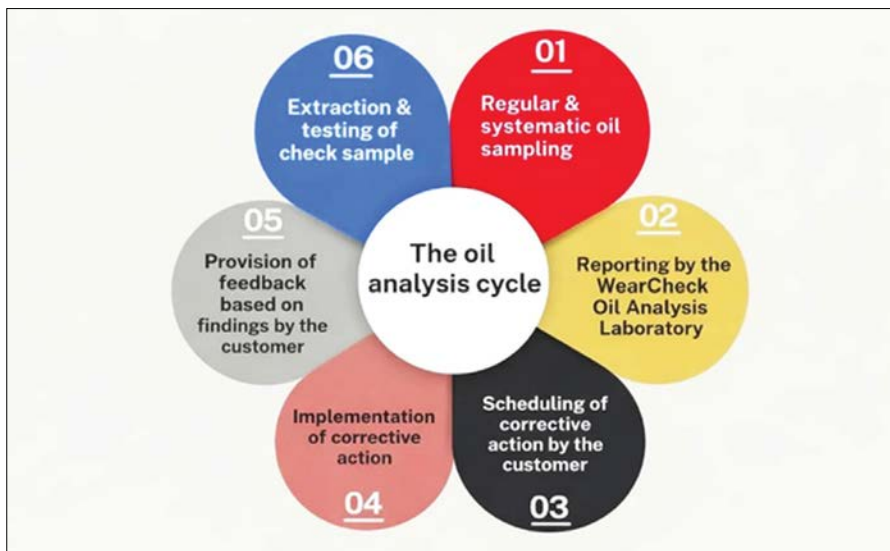 The oil
analysis cycle
01
Regular &
systematic oil
sampling
02
Reporting by the
WearCheck
Oil Analysis
Laboratory
Scheduling of
corrective
action by the
customer
03
Implementation
of corrective
action
04
05
Provision of
feedback
based on
findings by the
customer
06
Extraction &
testing of
check sample